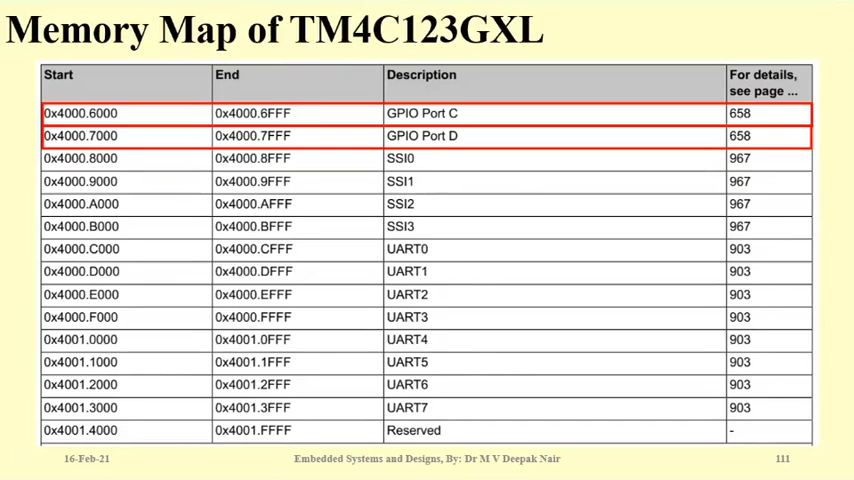 Memory Map of TM4C123GXL
Start End Description For details, see page ...
0x4000.6000 0x4000.6FFF GPIO Port C 658
0x4000.7000 0x4000.7FFF GPIO Port D 658
0x4000.8000 0x4000.8FFF SSI0 967
0x4000.9000 0x4000.9FFF SSI1 967
0x4000.A000 0x4000.AFFF SSI2 967
0x4000.B000 0x4000.BFFF SSI3 967
0x4000.C000 0x4000.CFFF UART0 903
0x4000.D000 0x4000.DFFF UART1 903
0x4000.E000 0x4000.EFFF UART2 903
0x4000.F000 0x4000.FFFF UART3 903
0x4001.0000 0x4001.0FFF UART4 903
0x4001.1000 0x4001.1FFF UART5 903
0x4001.2000 0x4001.2FFF UART6 903
0x4001.3000 0x4001.3FFF UART7 903
0x4001.4000 0x4001.FFFF Reserved -
16-Feb-21 Embedded Systems and Designs, By: Dr M V Deepak Nair 111